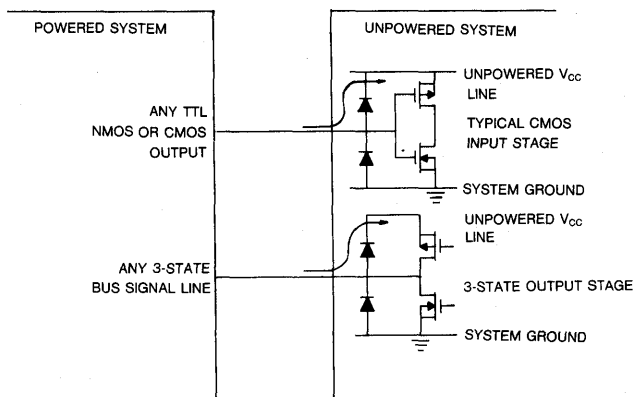 POWERED SYSTEM
UNPOWERED SYSTEM
ANY TTL
NMOS OR CMOS
OUTPUT
UNPOWERED VCC
LINE
TYPICAL CMOS
INPUT STAGE
SYSTEM GROUND
ANY 3-STATE
BUS SIGNAL LINE
UNPOWERED VCC
LINE
3-STATE OUTPUT STAGE
SYSTEM GROUND